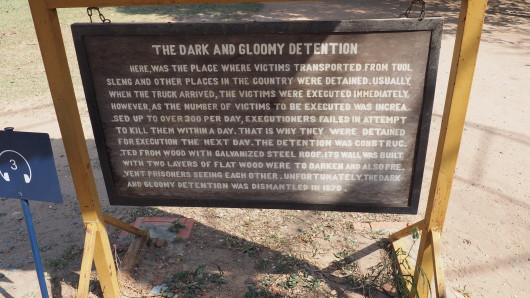 THE DARK AND GLOOMY DETENTION
HERE, WAS THE PLACE WHERE VICTIMS TRANSPORTED FROM TUOL
SLENG AND OTHER PLACES IN THE COUNTRY WERE DETAINED. USUALLY,
WHEN THE TRUCK ARRIVED, THE VICTIMS WERE EXECUTED IMMEDIATELY.
HOWEVER, AS THE NUMBER OF VICTIMS TO BE EXECUTED WAS INCREA.
SED UP TO OVER 300 PER DAY, EXECUTIONERS FAILED IN ATTEMPT
TO KILL THEM WITHIN A DAY. THAT IS WHY THEY WERE DETAINED
FOR EXECUTION THE NEXT DAY. THE DETENTION WAS CONSTRUC.
TED FROM WOOD WITH GALVANIZED STEEL ROOF. ITS WALL WAS BUILT
WITH TWO LAYERS OF FLAT WOOD WERE TO DARKEN AND ALSO PRE.
VENT PRISONERS SEEING EACH OTHER. UNFORTUNATELY, THE DARK
AND GLOOMY DETENTION WAS DISMANTLED IN 1979.
3